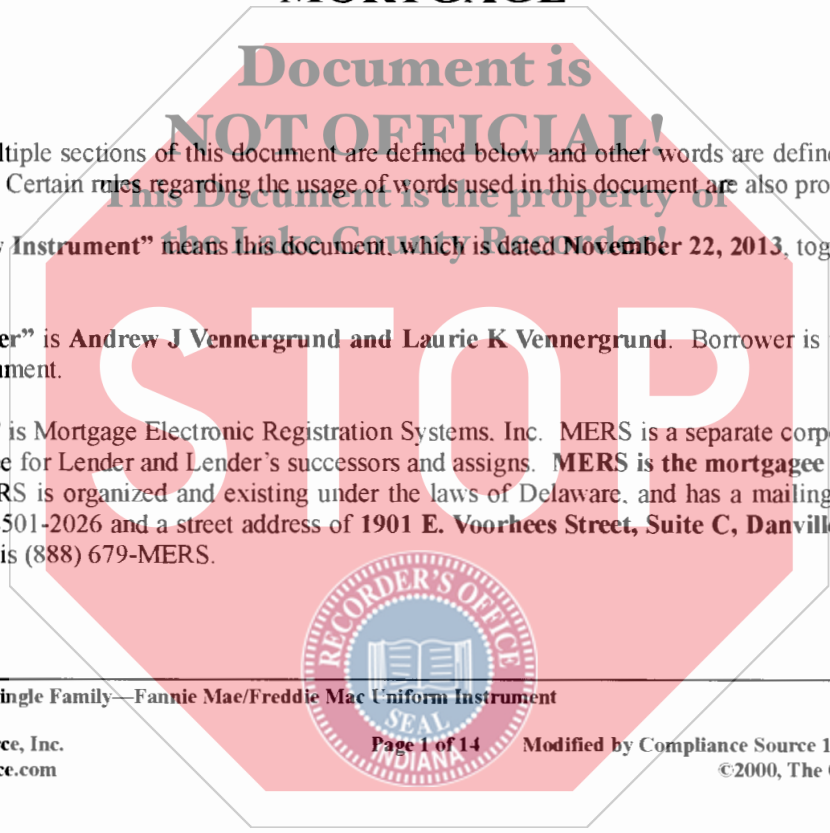 MORTGAGE
Document is
NOT OFFICIAL!
ltiple sections of this document are defined below and other words are define
Certain rules regarding the usage of words used in this document are also pro
This Document is the property of
the Lake County Recorder!
Instrument” means this document, which is dated November 22, 2013, tog
er” is Andrew J Vennergrund and Laurie K Vennergrund. Borrower is
ument.
STOP
is Mortgage Electronic Registration Systems, Inc. MERS is a separate corp
e for Lender and Lender’s successors and assigns. MERS is the mortgagee
RS is organized and existing under the laws of Delaware, and has a mailing
501-2026 and a street address of 1901 E. Voorhees Street, Suite C, Danville
is (888) 679-MERS.
RECORDER'S OFFICE
SEAL
INDIANA
ingle Family—Fannie Mae/Freddie Mac Uniform Instrument
ce, Inc.
Page 1 of 14
Modified by Compliance Source 1
ce.com
©2000, The